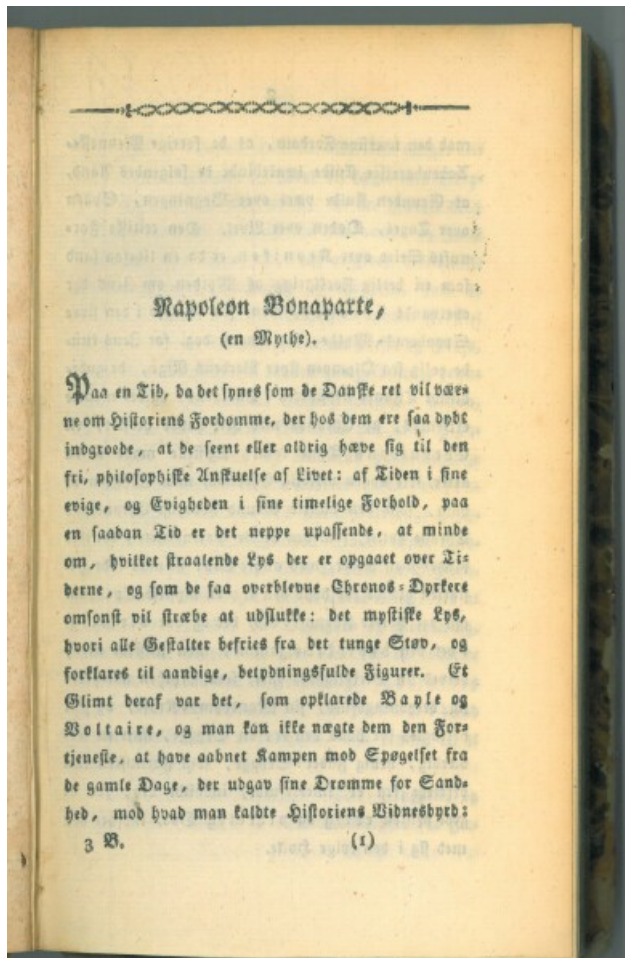 Napoleon Bonaparte,
(en Mythe).
Paa en Tid, da det synes som de Danske ret vil vær-
ne om Historiens Fordomme, der hos dem ere saa dybt
indgroede, at de seent eller aldrig hæve sig til den
fri, philosophiske Anskuelse af Livet: af Tiden i sine
evige, og Evigheden i sine timelige Forhold, paa
en saadan Tid er det neppe upassende, at minde
om, hvilket straalende Lys der er opgaaet over Ti-
derne, og som de faa overblevne Chronos-Dyrkere
omsonst vil stræbe at udslukke: det mystiske Lys,
hvori alle Gestalter befries fra det tunge Støv, og
forklares til aandige, betydningsfulde Figurer. Et
Glimt deraf var det, som opklarede Bayle og
Voltaire, og man kan ikke nægte dem den For-
tjeneste, at have aabnet Kampen mod Spøgelset fra
de gamle Dage, der udgav sine Drømme for Sand-
hed, mod hvad man kaldte Historiens Vidnesbyrd:
3 B. (1)